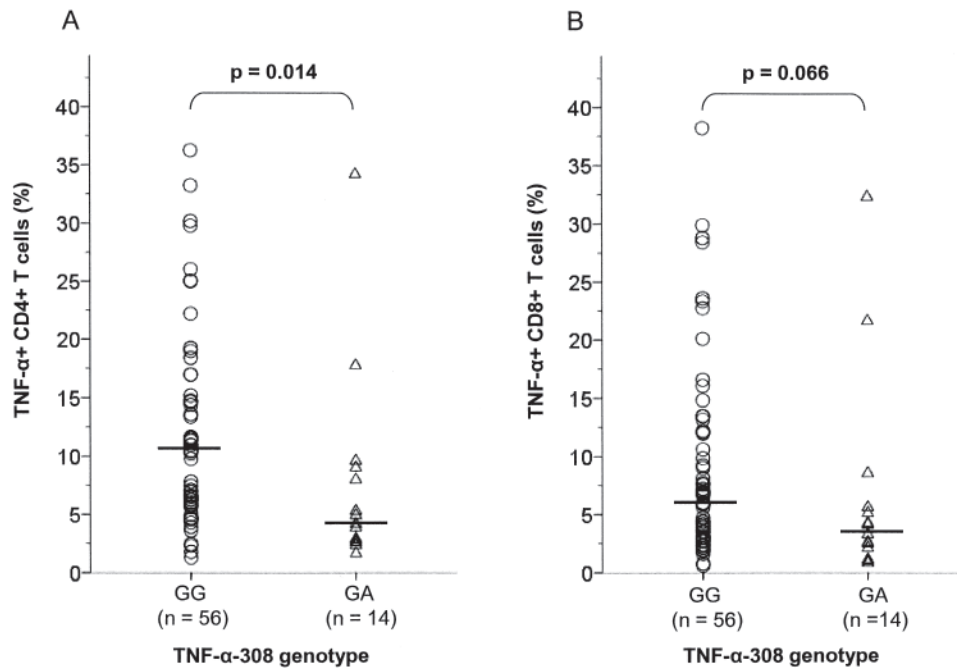 A
p = 0.014
TNF-α+ CD4+ T cells (%)
40
35
30
25
20
15
10
5
0
GG
GA
(n = 56)
(n = 14)
TNF-α-308 genotype
B
p = 0.066
TNF-α+ CD8+ T cells (%)
40
35
30
25
20
15
10
5
0
GG
GA
(n = 56)
(n =14)
TNF-α-308 genotype